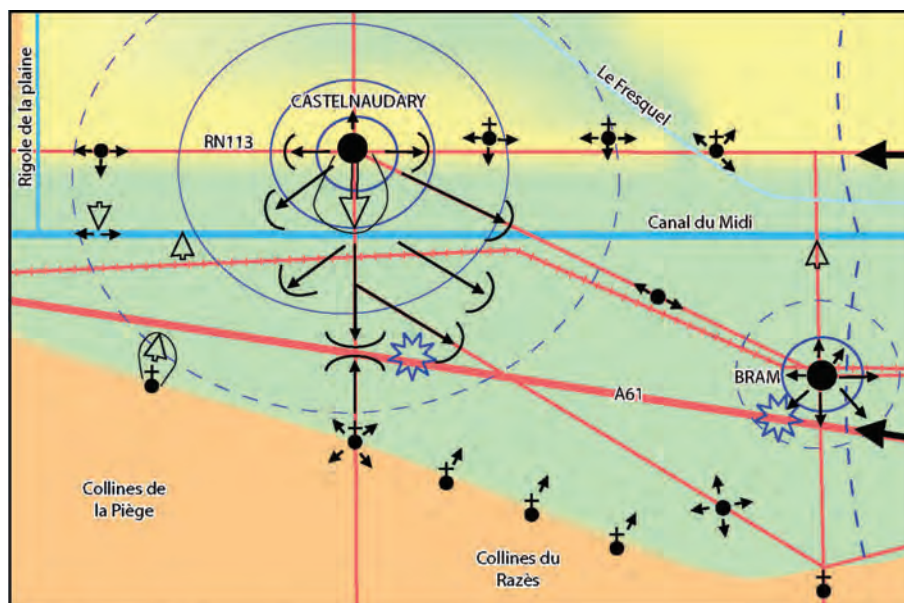 Rigole de la plaine
CASTELNAUDARY
RN113
Le Fresquel
Canal du Midi
BRAM
A61
Collines de
la Piège
Collines du
Razès